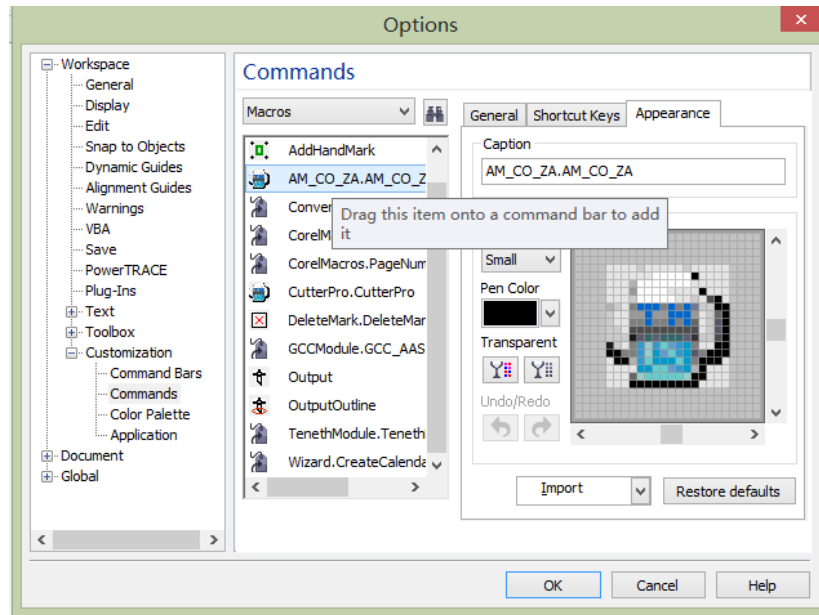 Options
Workspace
General
Display
Edit
Snap to Objects
Dynamic Guides
Alignment Guides
Warnings
VBA
Save
PowerTRACE
Plug-Ins
Text
Toolbox
Customization
Command Bars
Commands
Color Palette
Application
Document
Global
Commands
Macros
AddHandMark
AM_CO_ZA.AM_CO_Z
Conver
CorelM
CorelMacros.PageNum
CutterPro.CutterPro
DeleteMark.DeleteMar
GCCModule.GCC_AAS
Output
OutputOutline
TenethModule.Teneth
Wizard.CreateCalenda
Drag this item onto a command bar to add
it
General Shortcut Keys Appearance
Caption
AM_CO_ZA.AM_CO_ZA
Small
Pen Color
Transparent
Undo/Redo
Import
Restore defaults
OK Cancel Help